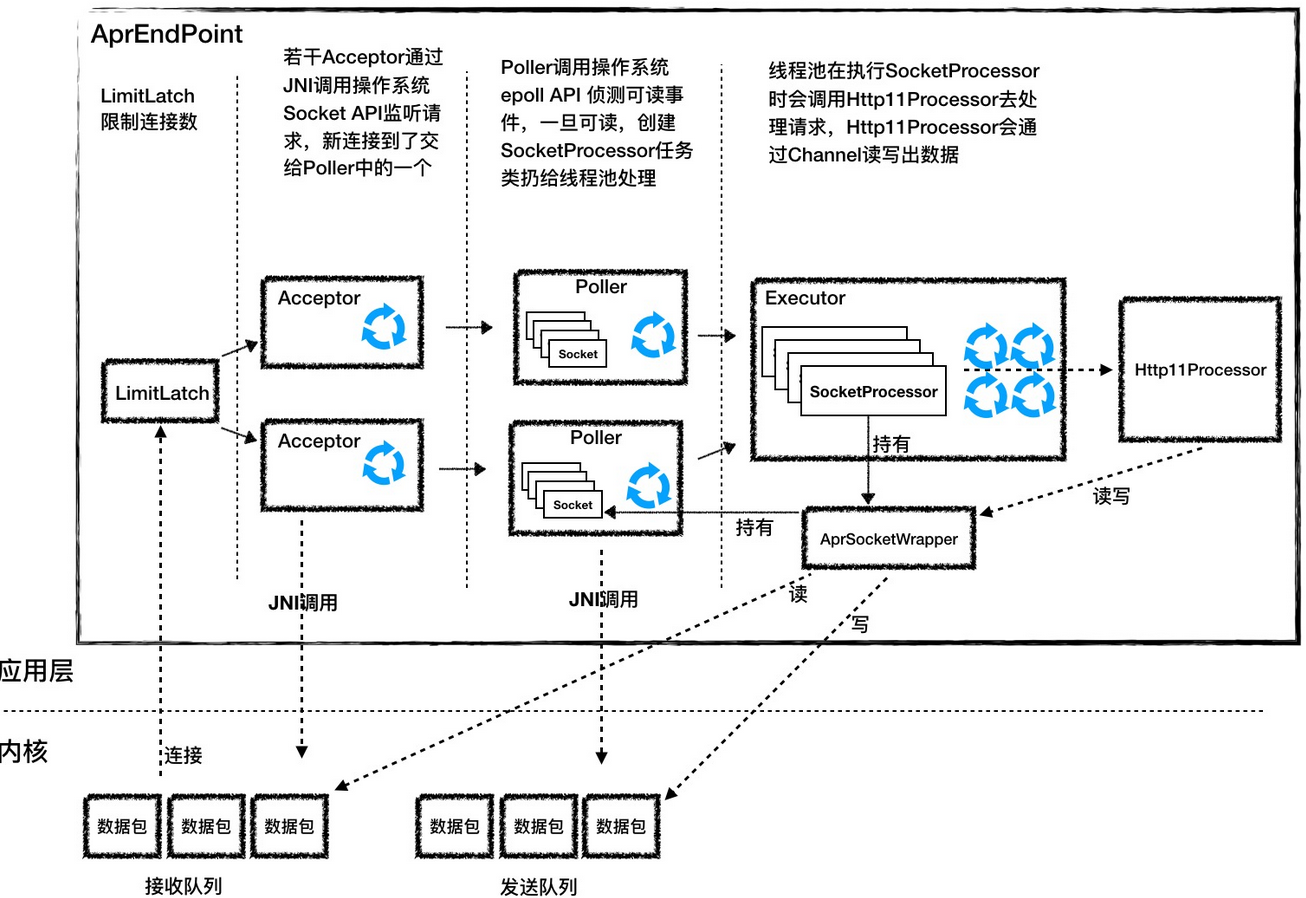 AprEndPoint
LimitLatch
限制连接数
若干Acceptor通过
JNI调用操作系统
Socket API监听请
求，新连接到了交
给Poller中的一个
Poller调用操作系统
epoll API 侦测可读事
件，一旦可读，创建
SocketProcessor任务
类扔给线程池处理
线程池在执行SocketProcessor
时会调用Http11Processor去处
理请求，Http11Processor会通
过Channel读写出数据
Acceptor
Poller
Socket
Executor
SocketProcessor
Http11Processor
LimitLatch
Acceptor
Poller
Socket
持有
持有
读写
AprSocketWrapper
JNI调用
JNI调用
读
写
应用层
内核
连接
数据包
数据包
数据包
数据包
数据包
数据包
接收队列
发送队列